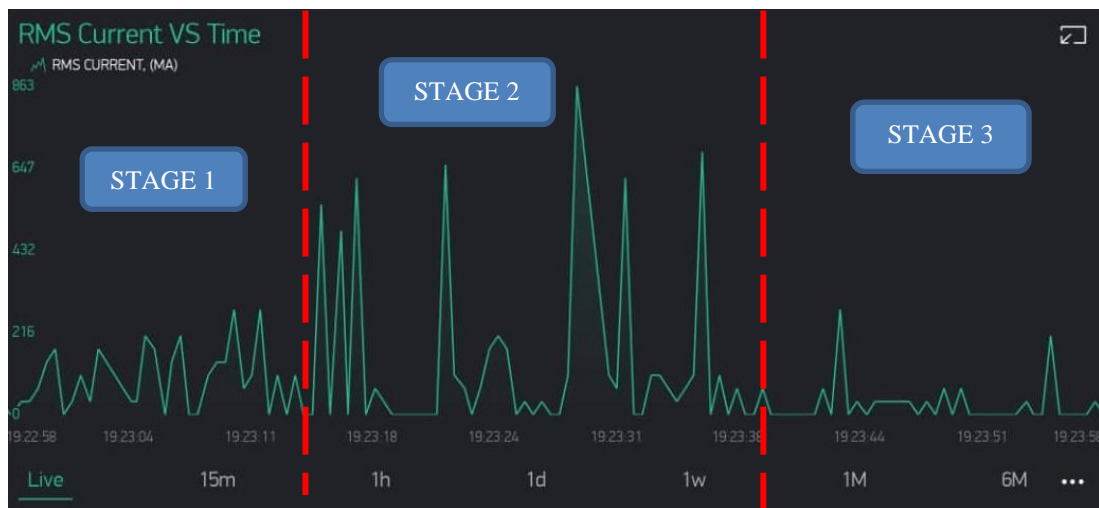 RMS Current VS Time
RMS CURRENT, (MA)
863
STAGE 2
STAGE 3
647
STAGE 1
432
216
0
19:22:58 19:23:04 19:23:11 19:23:18 19:23:24 19:23:31 19:23:38 19:23:44 19:23:51 19:23:58
Live 15m 1h 1d 1w 1M 6M